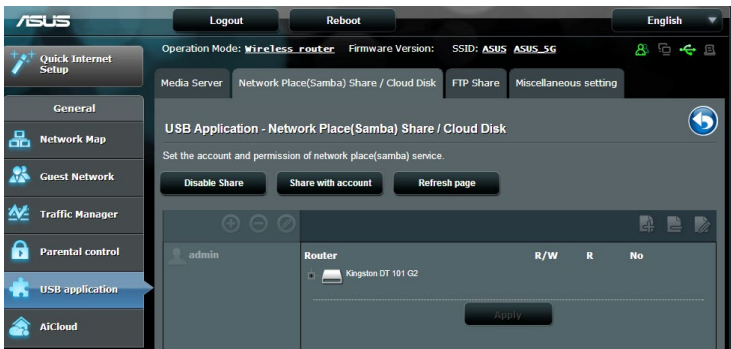 ASUS
Logout Reboot English
Quick Internet Setup
Operation Mode: Wireless router Firmware Version: SSID: ASUS ASUS_5G
Media Server Network Place(Samba) Share / Cloud Disk FTP Share Miscellaneous setting
General
Network Map
Guest Network
Traffic Manager
Parental control
USB application
AiCloud
USB Application - Network Place(Samba) Share / Cloud Disk
Set the account and permission of network place(samba) service.
Disable Share Share with account Refresh page
admin
Router R/W R No
Kingston DT 101 G2
Apply